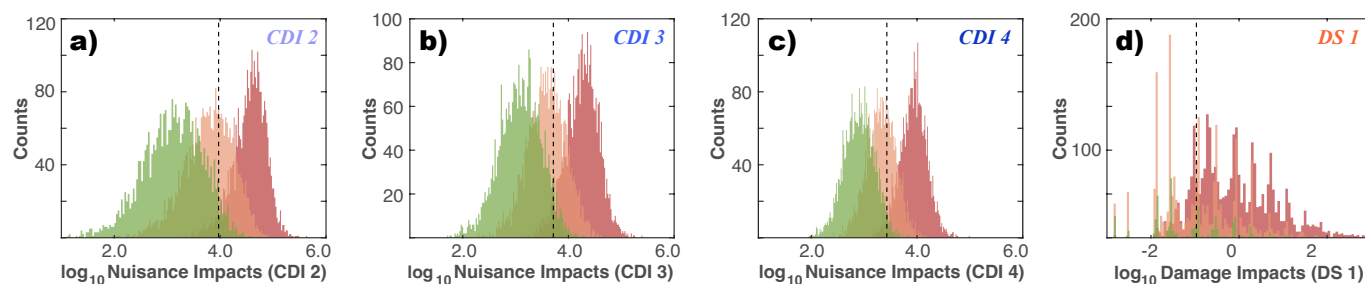 a)
CDI 2
120
80
40
Counts
2.0
4.0
6.0
log10 Nuisance Impacts (CDI 2)
b)
CDI 3
100
80
60
40
20
Counts
2.0
4.0
6.0
log10 Nuisance Impacts (CDI 3)
c)
CDI 4
120
80
40
Counts
2.0
4.0
6.0
log10 Nuisance Impacts (CDI 4)
d)
DS 1
200
100
Counts
-2
0
2
log10 Damage Impacts (DS 1)